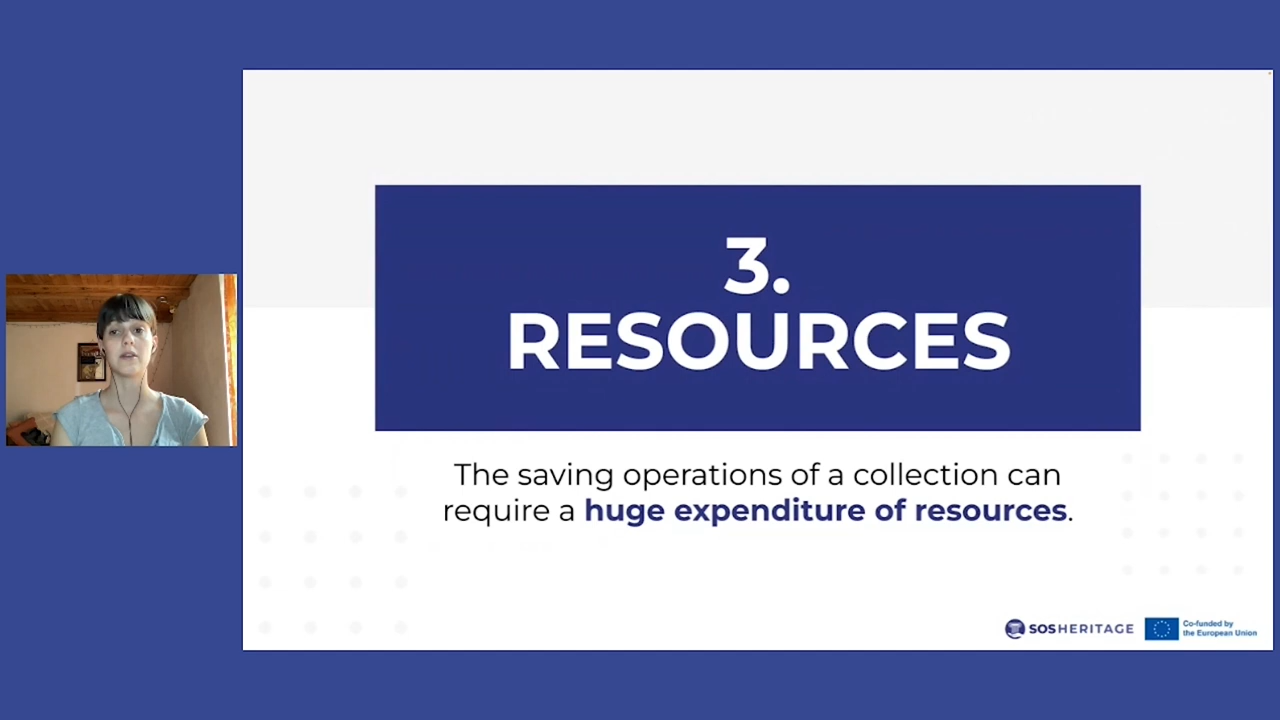 3.
RESOURCES
The saving operations of a collection can
require a huge expenditure of resources.
SOSHERITAGE
Co-funded by
the European Union